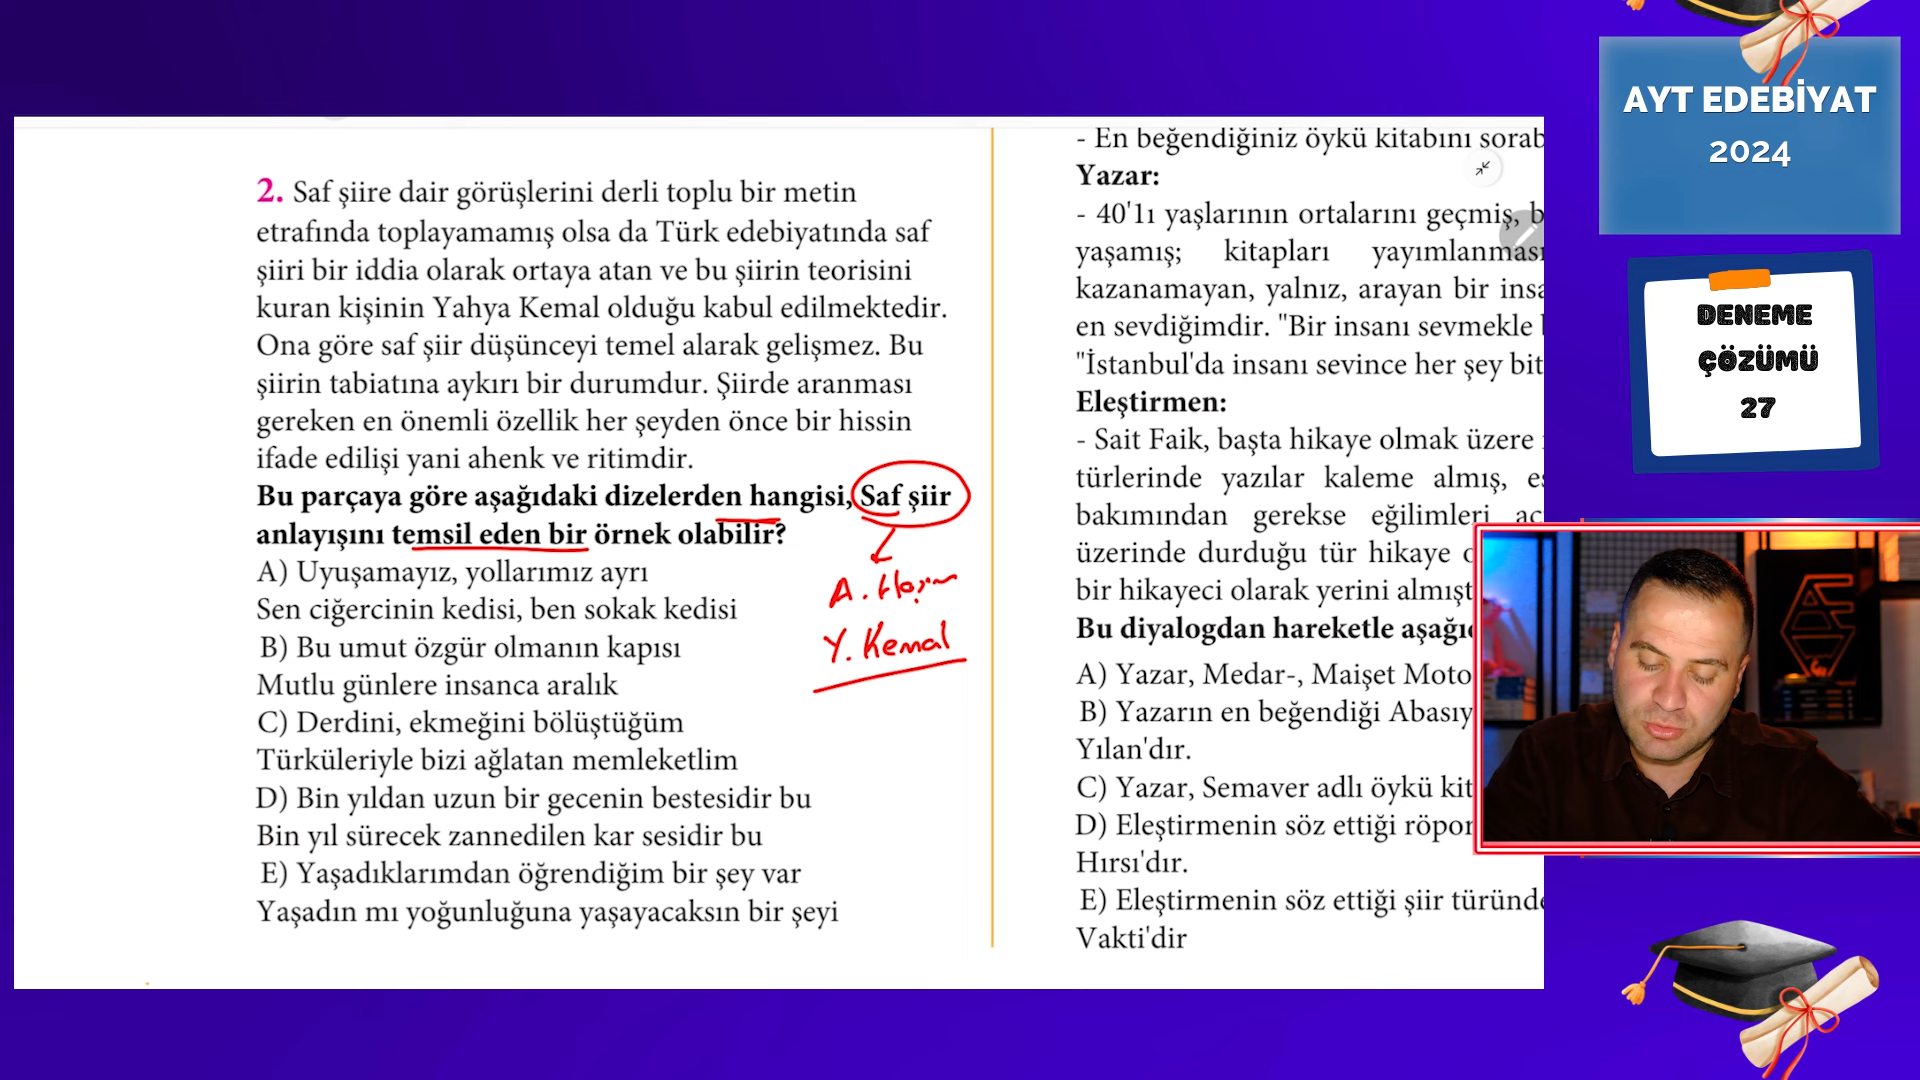 2. Saf şiire dair görüşlerini derli toplu bir metin
etrafında toplayamamış olsa da Türk edebiyatında saf
şiiri bir iddia olarak ortaya atan ve bu şiirin teorisini
kuran kişinin Yahya Kemal olduğu kabul edilmektedir.
Ona göre saf şiir düşünceyi temel alarak gelişmez. Bu
şiirin tabiatına aykırı bir durumdur. Şiirde aranması
gereken en önemli özellik her şeyden önce bir hissin
ifade edilişi yani ahenk ve ritimdir.
Bu parçaya göre aşağıdaki dizelerden hangisi, Saf şiir
anlayışını temsil eden bir örnek olabilir?
A) Uyuşamayız, yollarımız ayrı
Sen ciğercinin kedisi, ben sokak kedisi
B) Bu umut özgür olmanın kapısı
Mutlu günlere insanca aralık
C) Derdini, ekmeğini bölüştüğüm
Türküleriyle bizi ağlatan memleketlim
D) Bin yıldan uzun bir gecenin bestesidir bu
Bin yıl sürecek zannedilen kar sesidir bu
E) Yaşadıklarımdan öğrendiğim bir şey var
Yaşadın mı yoğunluğuna yaşayacaksın bir şeyi
A. Haşim
Y. Kemal
- En beğendiğiniz öykü kitabını sorab
Yazar:
- 40'lı yaşlarının ortalarını geçmiş, b
yaşamış; kitapları yayımlanması
kazanamayan, yalnız, arayan bir insa
en sevdiğimdir. "Bir insanı sevmekle
"İstanbul'da insanı sevince her şey bit
Eleştirmen:
- Sait Faik, başta hikaye olmak üzere
türlerinde yazılar kaleme almış, es
bakımından gerekse eğilimleri aç
üzerinde durduğu tür hikaye o
bir hikayeci olarak yerini almışt
Bu diyalogdan hareketle aşağıd
A) Yazar, Medar-, Maişet Moto
B) Yazarın en beğendiği Abasıy
Yılan'dır.
C) Yazar, Semaver adlı öykü kit
D) Eleştirmenin söz ettiği röpor
Hırsı'dır.
E) Eleştirmenin söz ettiği şiir türünde
Vakti'dir
AYT EDEBİYAT
2024
DENEME
ÇÖZÜMÜ
27